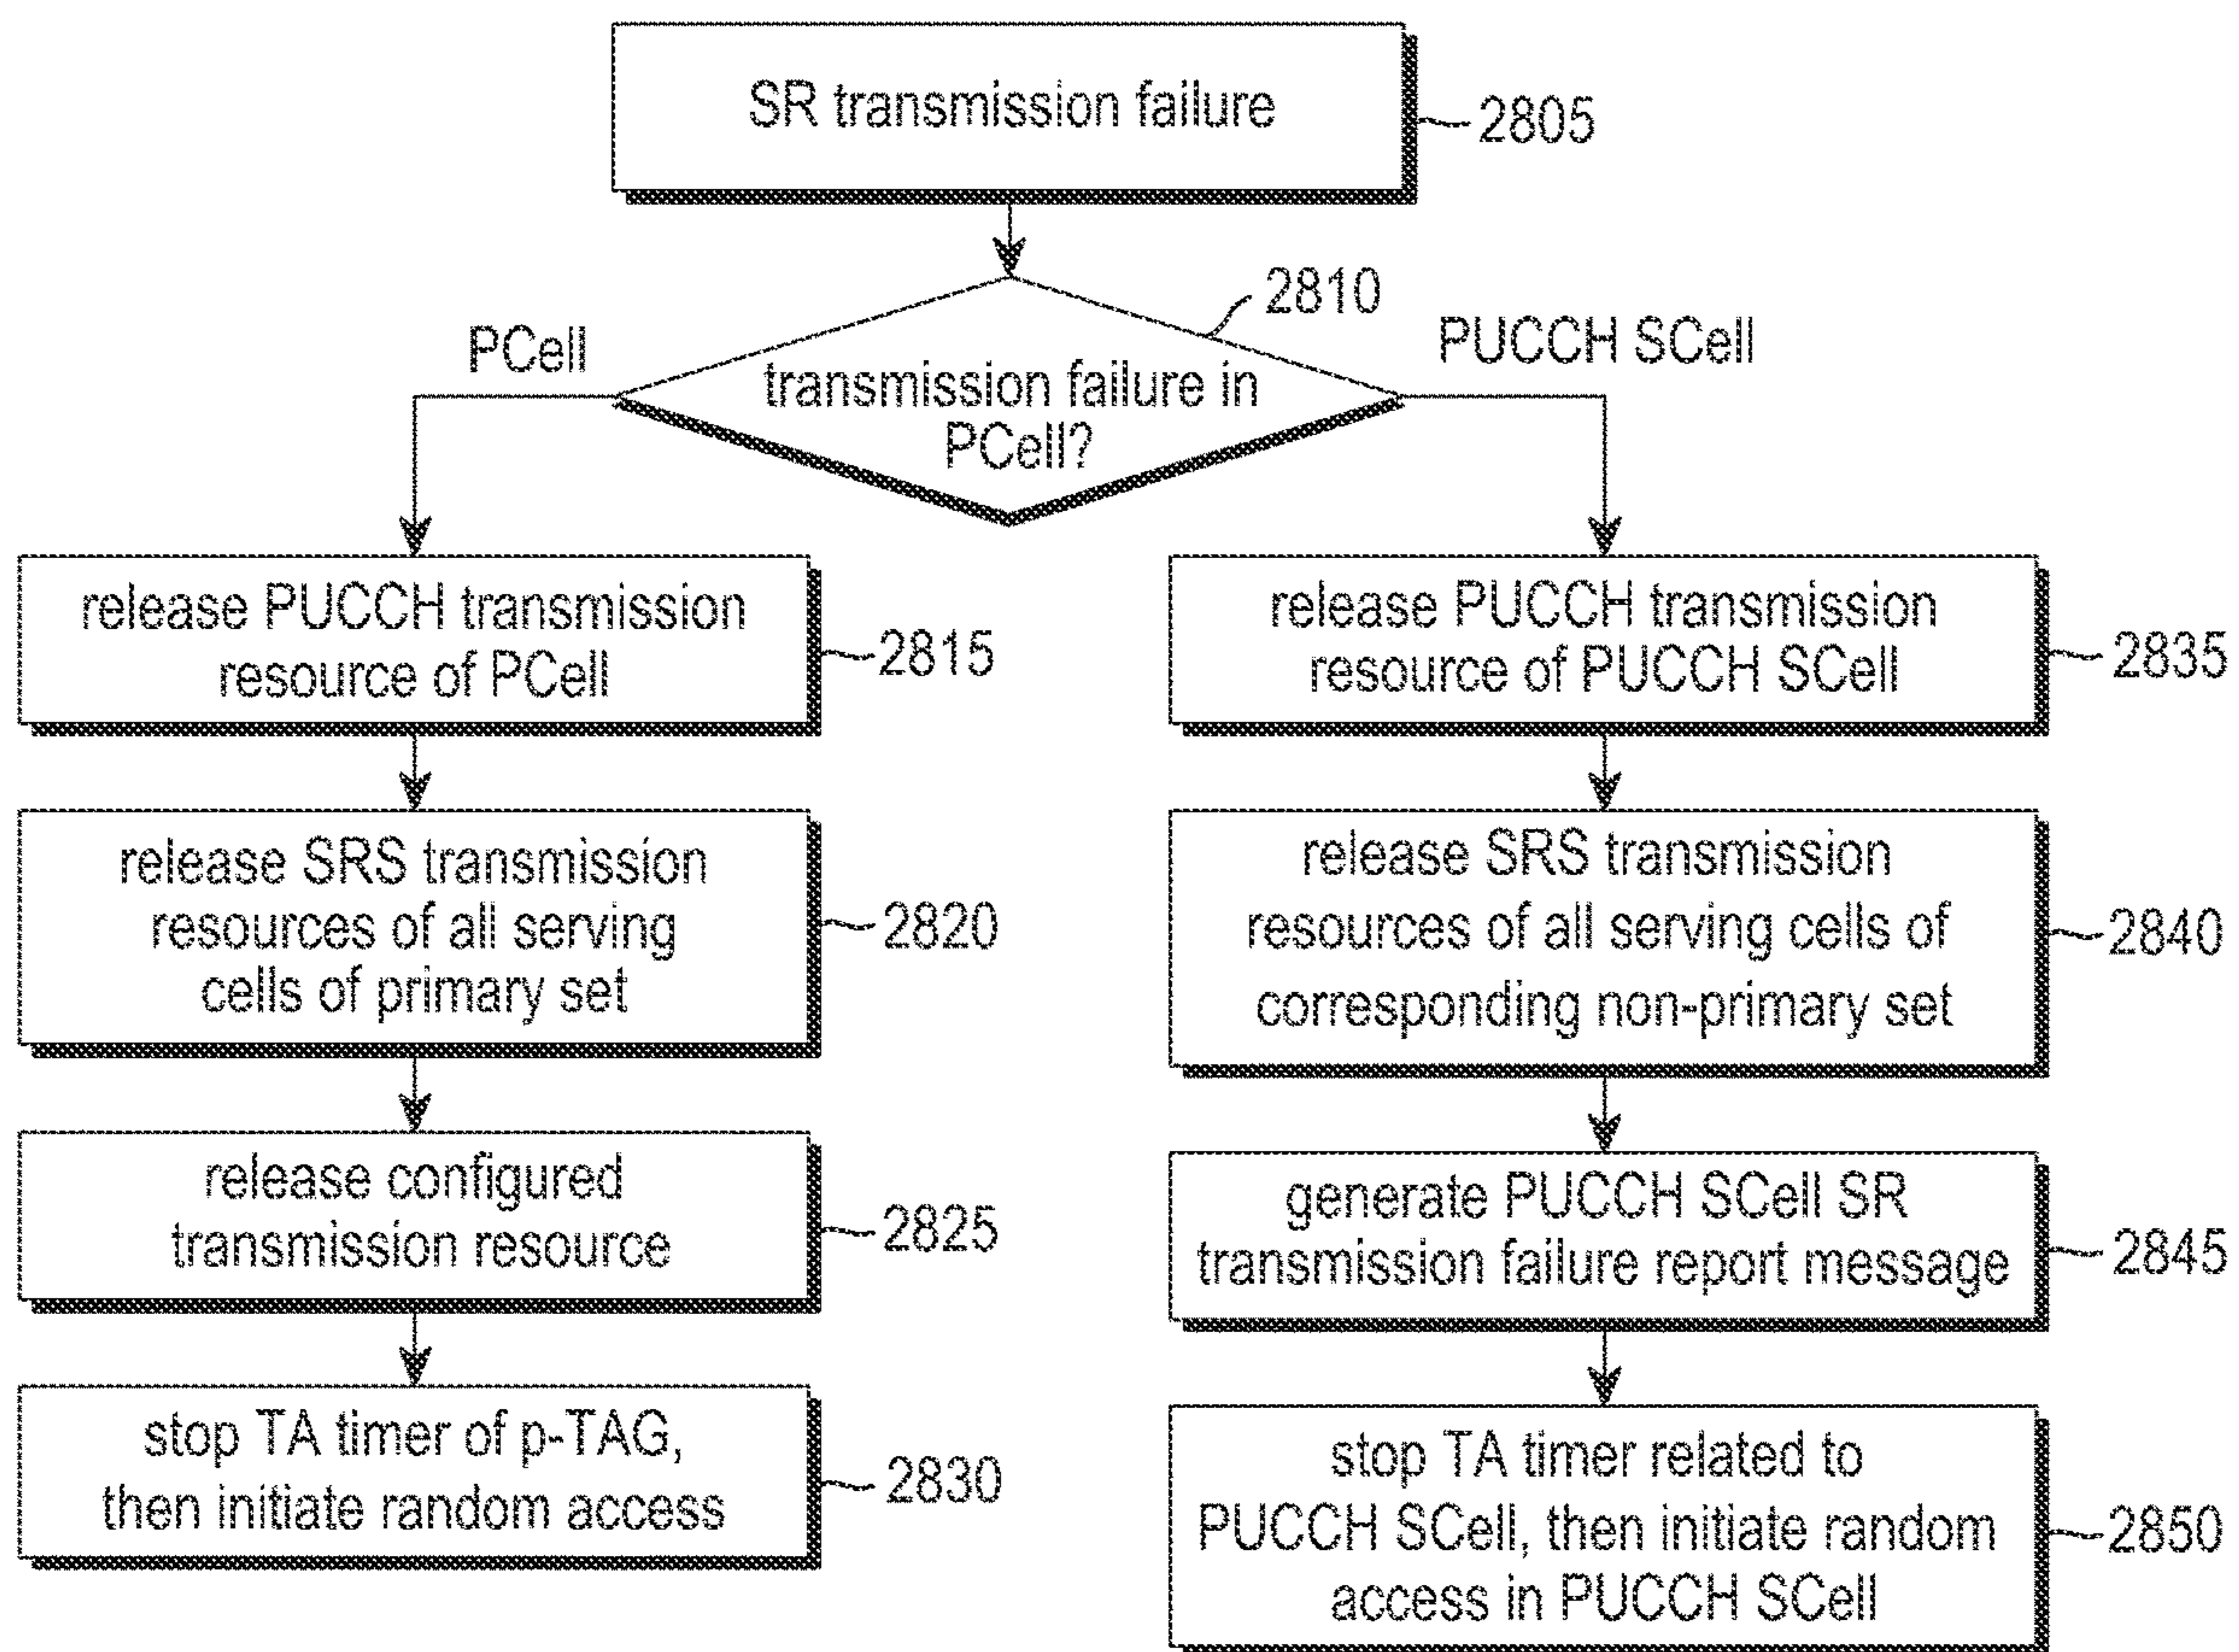 SR transmission failure
2805
2810
PCell
PUCCH SCell
transmission failure in
PCell?
release PUCCH transmission
resource of PCell
2815
release SRS transmission
resources of all serving
cells of primary set
2820
release configured
transmission resource
2825
stop TA timer of p-TAG,
then initiate random access
2830
release PUCCH transmission
resource of PUCCH SCell
2835
release SRS transmission
resources of all serving cells of
corresponding non-primary set
2840
generate PUCCH SCell SR
transmission failure report message
2845
stop TA timer related to
PUCCH SCell, then initiate random
access in PUCCH SCell
2850